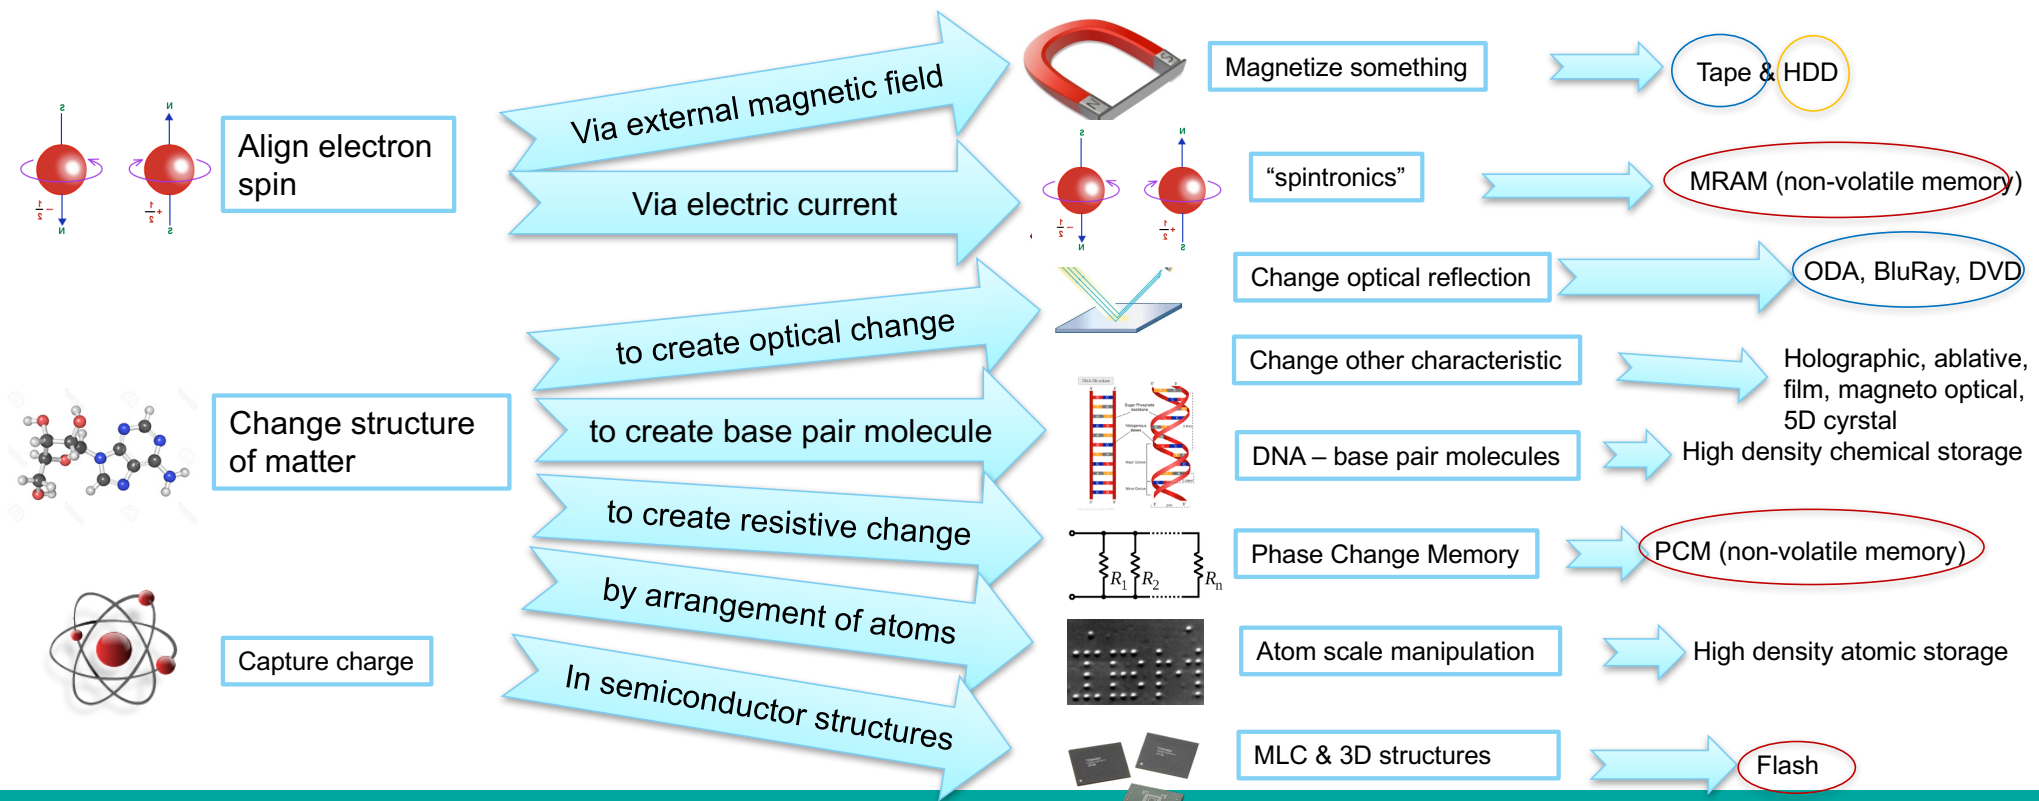 Via external magnetic field
Magnetize something
Tape & HDD
Align electron
spin
Via electric current
“spintronics”
MRAM (non-volatile memory)
S
N
N
S
S
N
N
S
to create optical change
Change optical reflection
ODA, BluRay, DVD
Change other characteristic
Holographic, ablative,
film, magneto optical,
5D cyrstal
Change structure
of matter
to create base pair molecule
DNA – base pair molecules
High density chemical storage
to create resistive change
R1 R2 Rn
Phase Change Memory
PCM (non-volatile memory)
by arrangement of atoms
Atom scale manipulation
High density atomic storage
Capture charge
In semiconductor structures
MLC & 3D structures
Flash